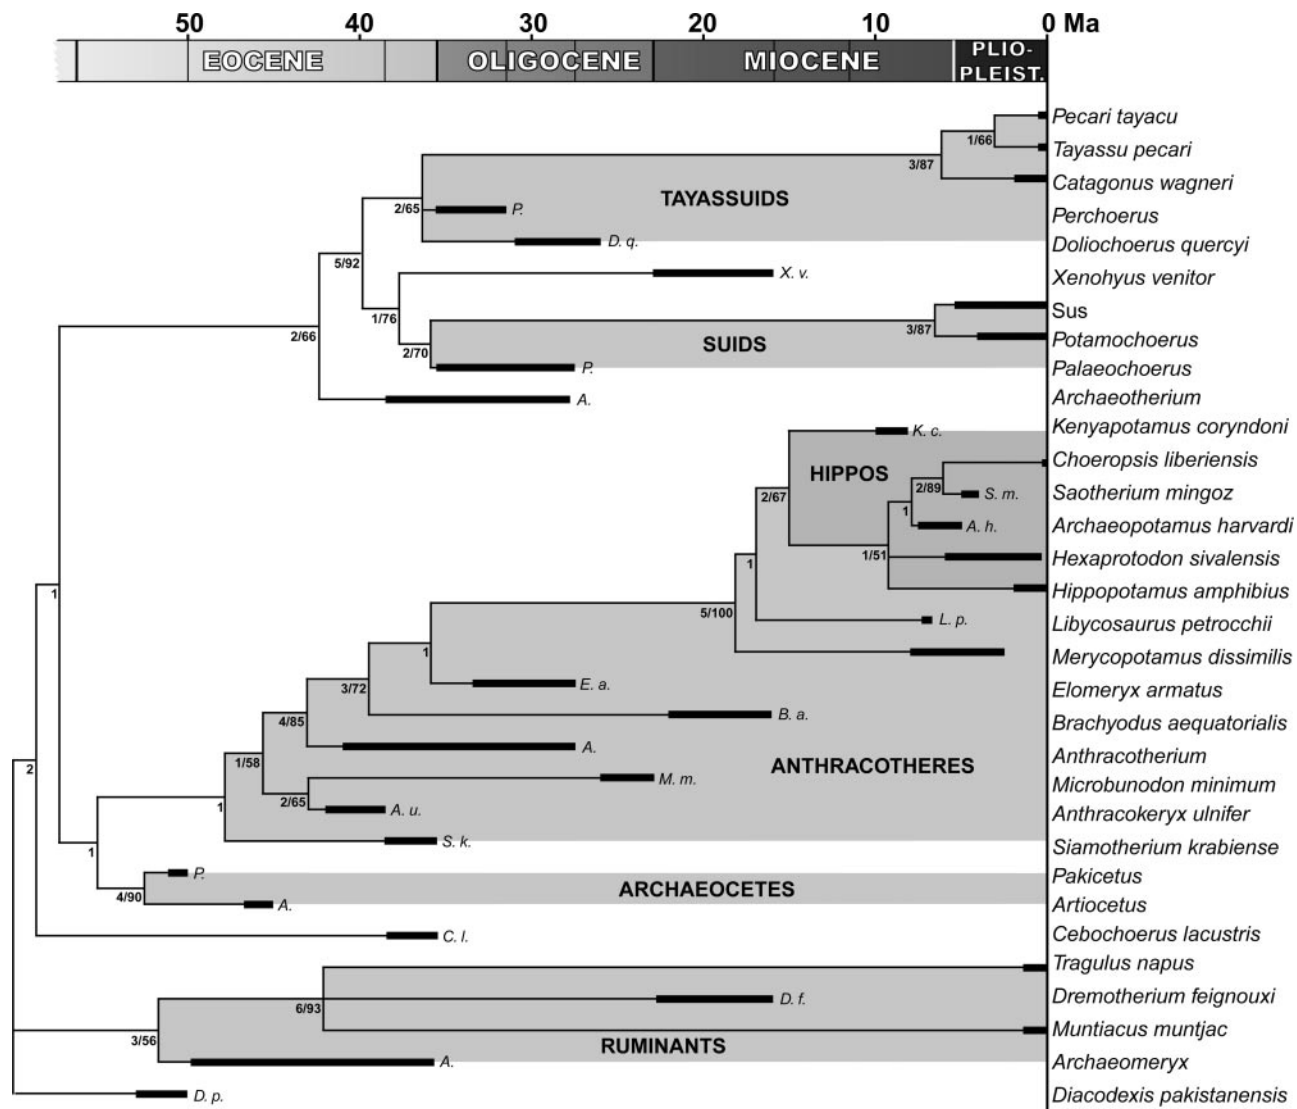 50 40 30 20 10 0 Ma
EOCENE OLIGOCENE MIOCENE PLIO-
PLEIST.
Pecari tayacu
1/66
Tayassu pecari
3/87
Catagonus wagneri
TAYASSUIDS
2/65
P.
Perchoerus
D. q.
Doliochoerus quercyi
5/92
X. v.
Xenohyus venitor
Sus
1/76
3/87
Potamochoerus
2/66
2/70
SUIDS
P.
Palaeochoerus
A.
Archaeotherium
K. c.
Kenyapotamus coryndoni
Choeropsis liberiensis
HIPPOS
2/67
2/89
S. m.
Saotherium mingoz
1
A. h.
Archaeopotamus harvardi
1/51
Hexaprotodon sivalensis
1
Hippopotamus amphibius
1
5/100
L. p.
Libycosaurus petrocchii
1
Merycopotamus dissimilis
3/72
E. a.
Elomeryx armatus
4/85
B. a.
Brachyodus aequatorialis
A.
Anthracotherium
1/58
ANTHRACOTHERES
2
M. m.
Microbunodon minimum
2/65
A. u.
Anthracokeryx ulnifer
1
S. k.
Siamotherium krabiense
1
P.
Pakicetus
4/90
ARCHAEOCETES
A.
Artiocetus
C. l.
Cebochoerus lacustris
Tragulus napus
6/93
D. f.
Dremotherium feignouxi
Muntiacus muntjac
3/56
RUMINANTS
A.
Archaeomeryx
D. p.
Diacodexis pakistanensis